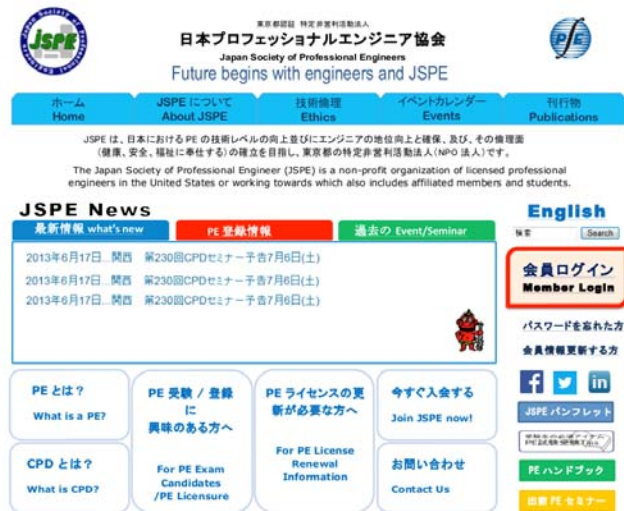 JSPE
東京都認証 特定非営利活動法人
日本プロフェッショナルエンジニア協会
Japan Society of Professional Engineers
Future begins with engineers and JSPE
ホーム
Home
JSPE について
About JSPE
技術倫理
Ethics
イベントカレンダー
Events
刊行物
Publications
JSPE は、日本における PE の技術レベルの向上並びにエンジニアの地位向上と確保、及び、その倫理面
(健康、安全、福祉に奉仕する)の確立を目指し、東京都の特定非営利活動法人(NPO 法人)です。
The Japan Society of Professional Engineer (JSPE) is a non-profit organization of licensed professional
engineers in the United States or working towards which also includes affiliated members and students.
JSPE News
English
最新情報 what's new
PE 登録情報
過去の Event/Seminar
検索
Search
2013年6月17日...関西 第230回CPDセミナー予告7月6日(土)
2013年6月17日...関西 第230回CPDセミナー予告7月6日(土)
2013年6月17日...関西 第230回CPDセミナー予告7月6日(土)
会員ログイン
Member Login
パスワードを忘れた方
会員情報更新する方
PE とは？
What is a PE?
PE 受験 / 登録
に
興味のある方へ
For PE Exam
Candidates
/PE Licensure
PE ライセンスの更
新が必要な方へ
For PE License
Renewal
Information
今すぐ入会する
Join JSPE now!
CPD とは？
What is CPD?
お問い合わせ
Contact Us
JSPE パンフレット
PE ハンドブック
出前 PE セミナー